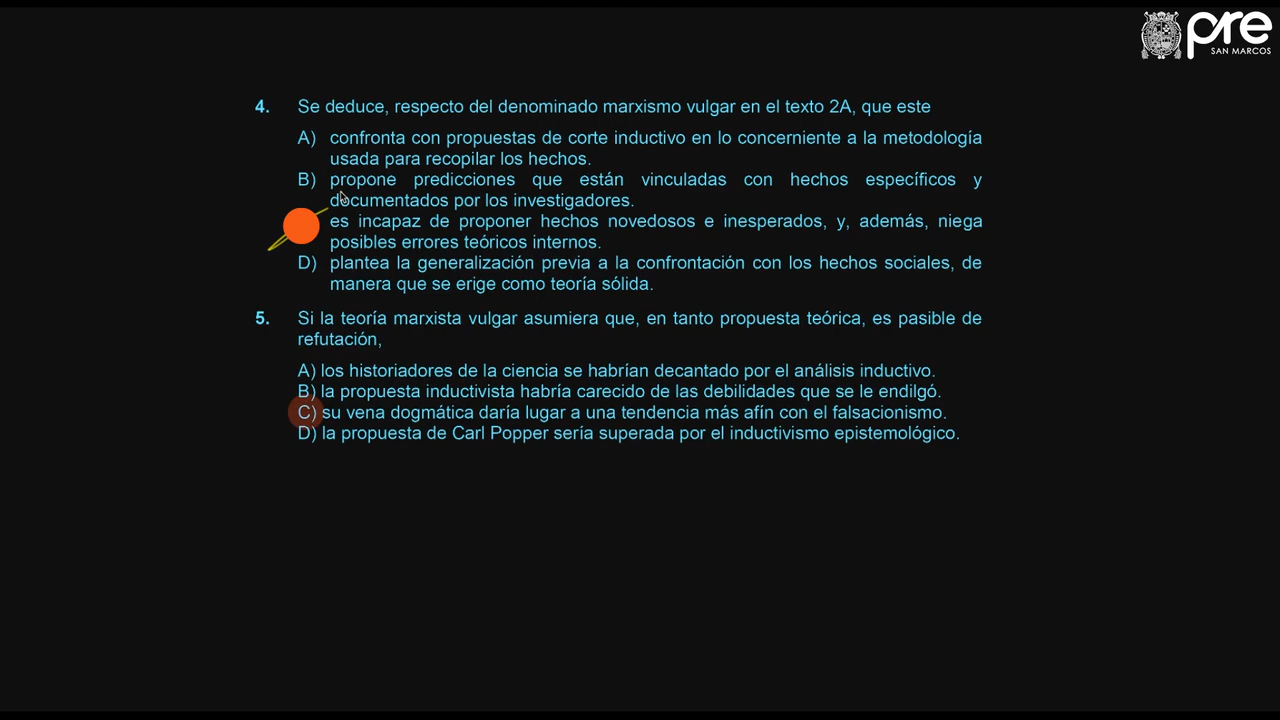 pre
SAN MARCOS
4. Se deduce, respecto del denominado marxismo vulgar en el texto 2A, que este
A) confronta con propuestas de corte inductivo en lo concerniente a la metodología
usada para recopilar los hechos.
B) propone predicciones que están vinculadas con hechos específicos y
documentados por los investigadores.
es incapaz de proponer hechos novedosos e inesperados, y, además, niega
posibles errores teóricos internos.
D) plantea la generalización previa a la confrontación con los hechos sociales, de
manera que se erige como teoría sólida.
5. Si la teoría marxista vulgar asumiera que, en tanto propuesta teórica, es pasible de
refutación,
A) los historiadores de la ciencia se habrían decantado por el análisis inductivo.
B) la propuesta inductivista habría carecido de las debilidades que se le endilgó.
C) su vena dogmática daría lugar a una tendencia más afín con el falsacionismo.
D) la propuesta de Carl Popper sería superada por el inductivismo epistemológico.